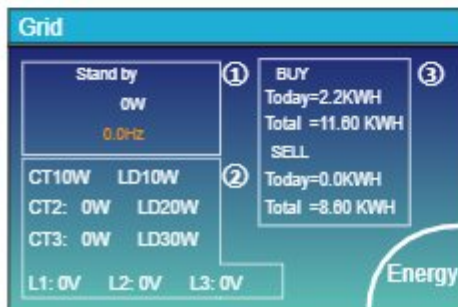 Grid
Stand by
0W
0.0Hz
①
CT10W LD10W
CT2: 0W LD20W
CT3: 0W LD30W
②
L1: 0V L2: 0V L3: 0V
BUY
Today=2.2KWH
Total =11.60 KWH
SELL
Today=0.0KWH
Total =8.60 KWH
③
Energy